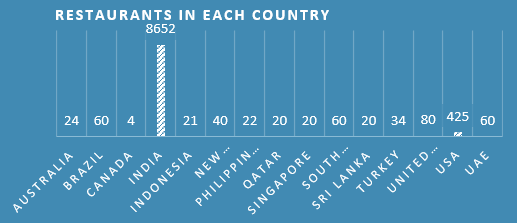 RESTAURANTS IN EACH COUNTRY
8652
24 60 4 21 40 22 20 20 60 20 34 80 425 60
AUSTRALIA
BRAZIL
CANADA
INDIA
INDONESIA
NEW…
PHILIPPIN…
QATAR
SINGAPORE
SOUTH…
SRI LANKA
TURKEY
UNITED…
USA
UAE